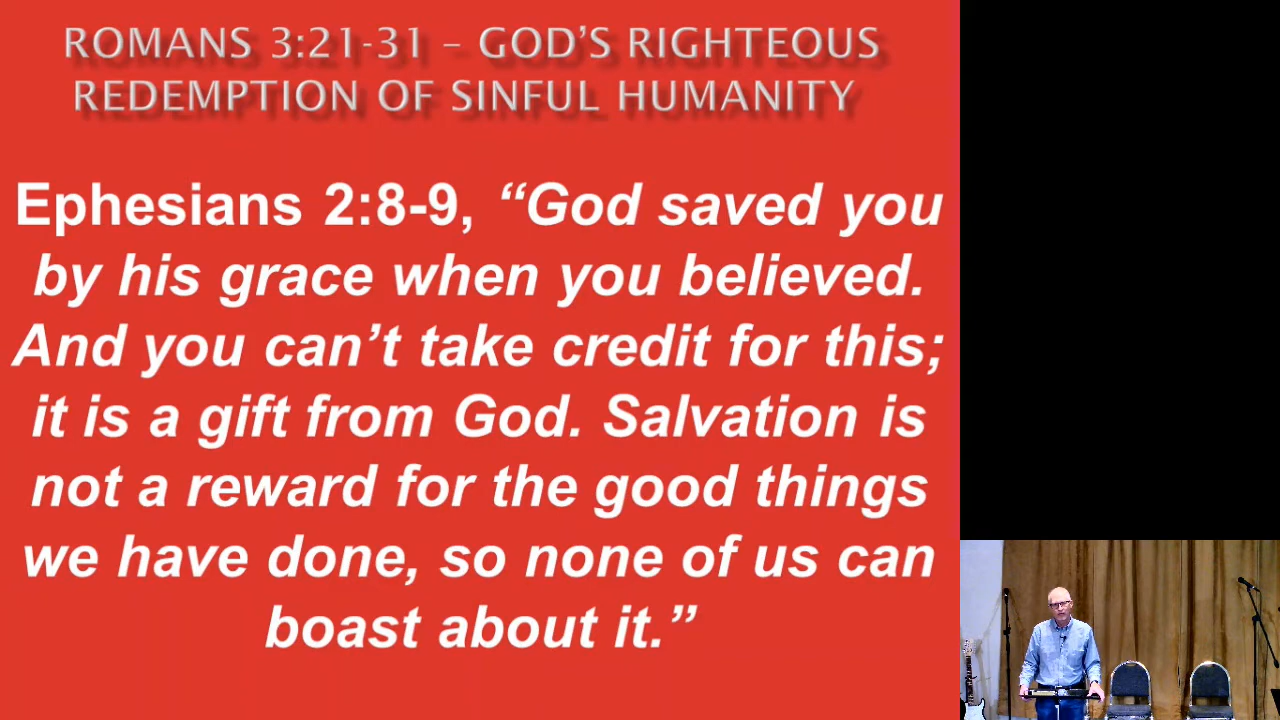 ROMANS 3:21-31 – GOD’S RIGHTEOUS
REDEMPTION OF SINFUL HUMANITY
Ephesians 2:8-9, “God saved you
by his grace when you believed.
And you can’t take credit for this;
it is a gift from God. Salvation is
not a reward for the good things
we have done, so none of us can
boast about it.”